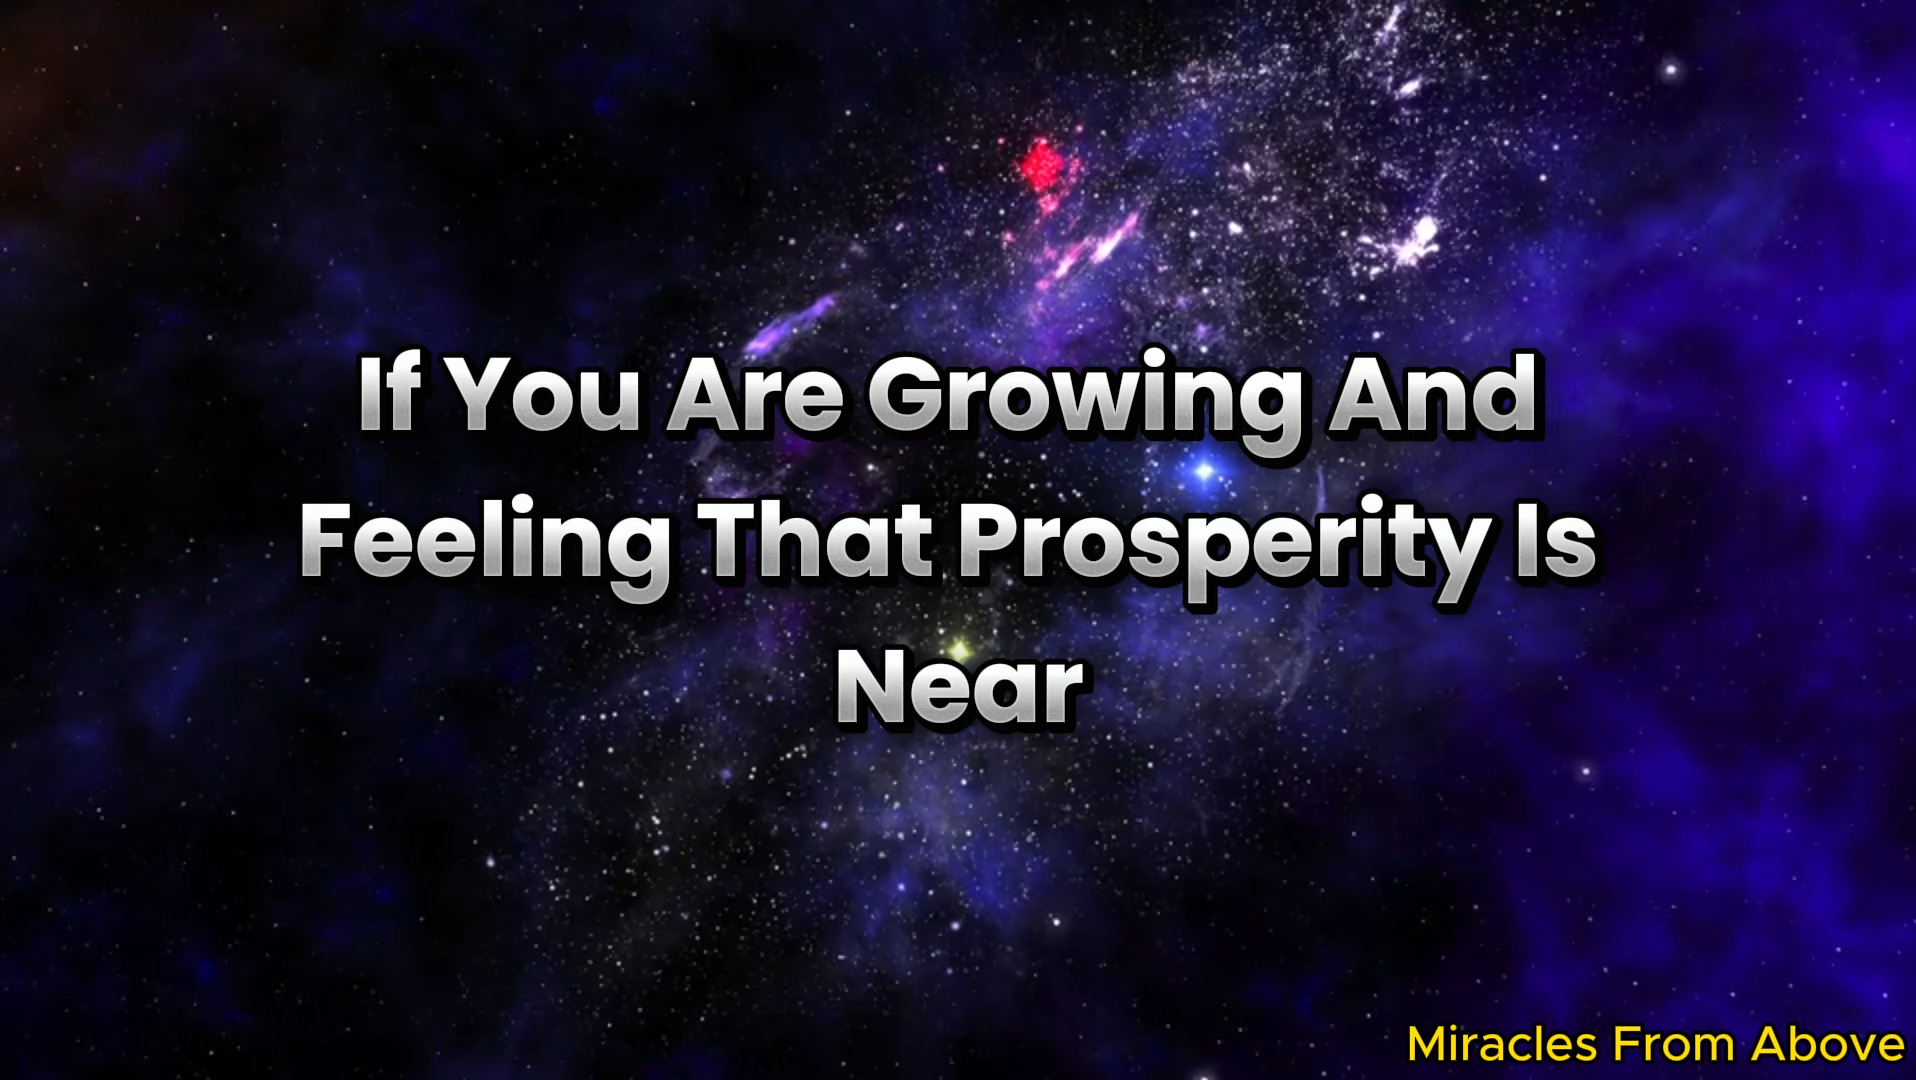 If You Are Growing And
Feeling That Prosperity Is
Near
Miracles From Above